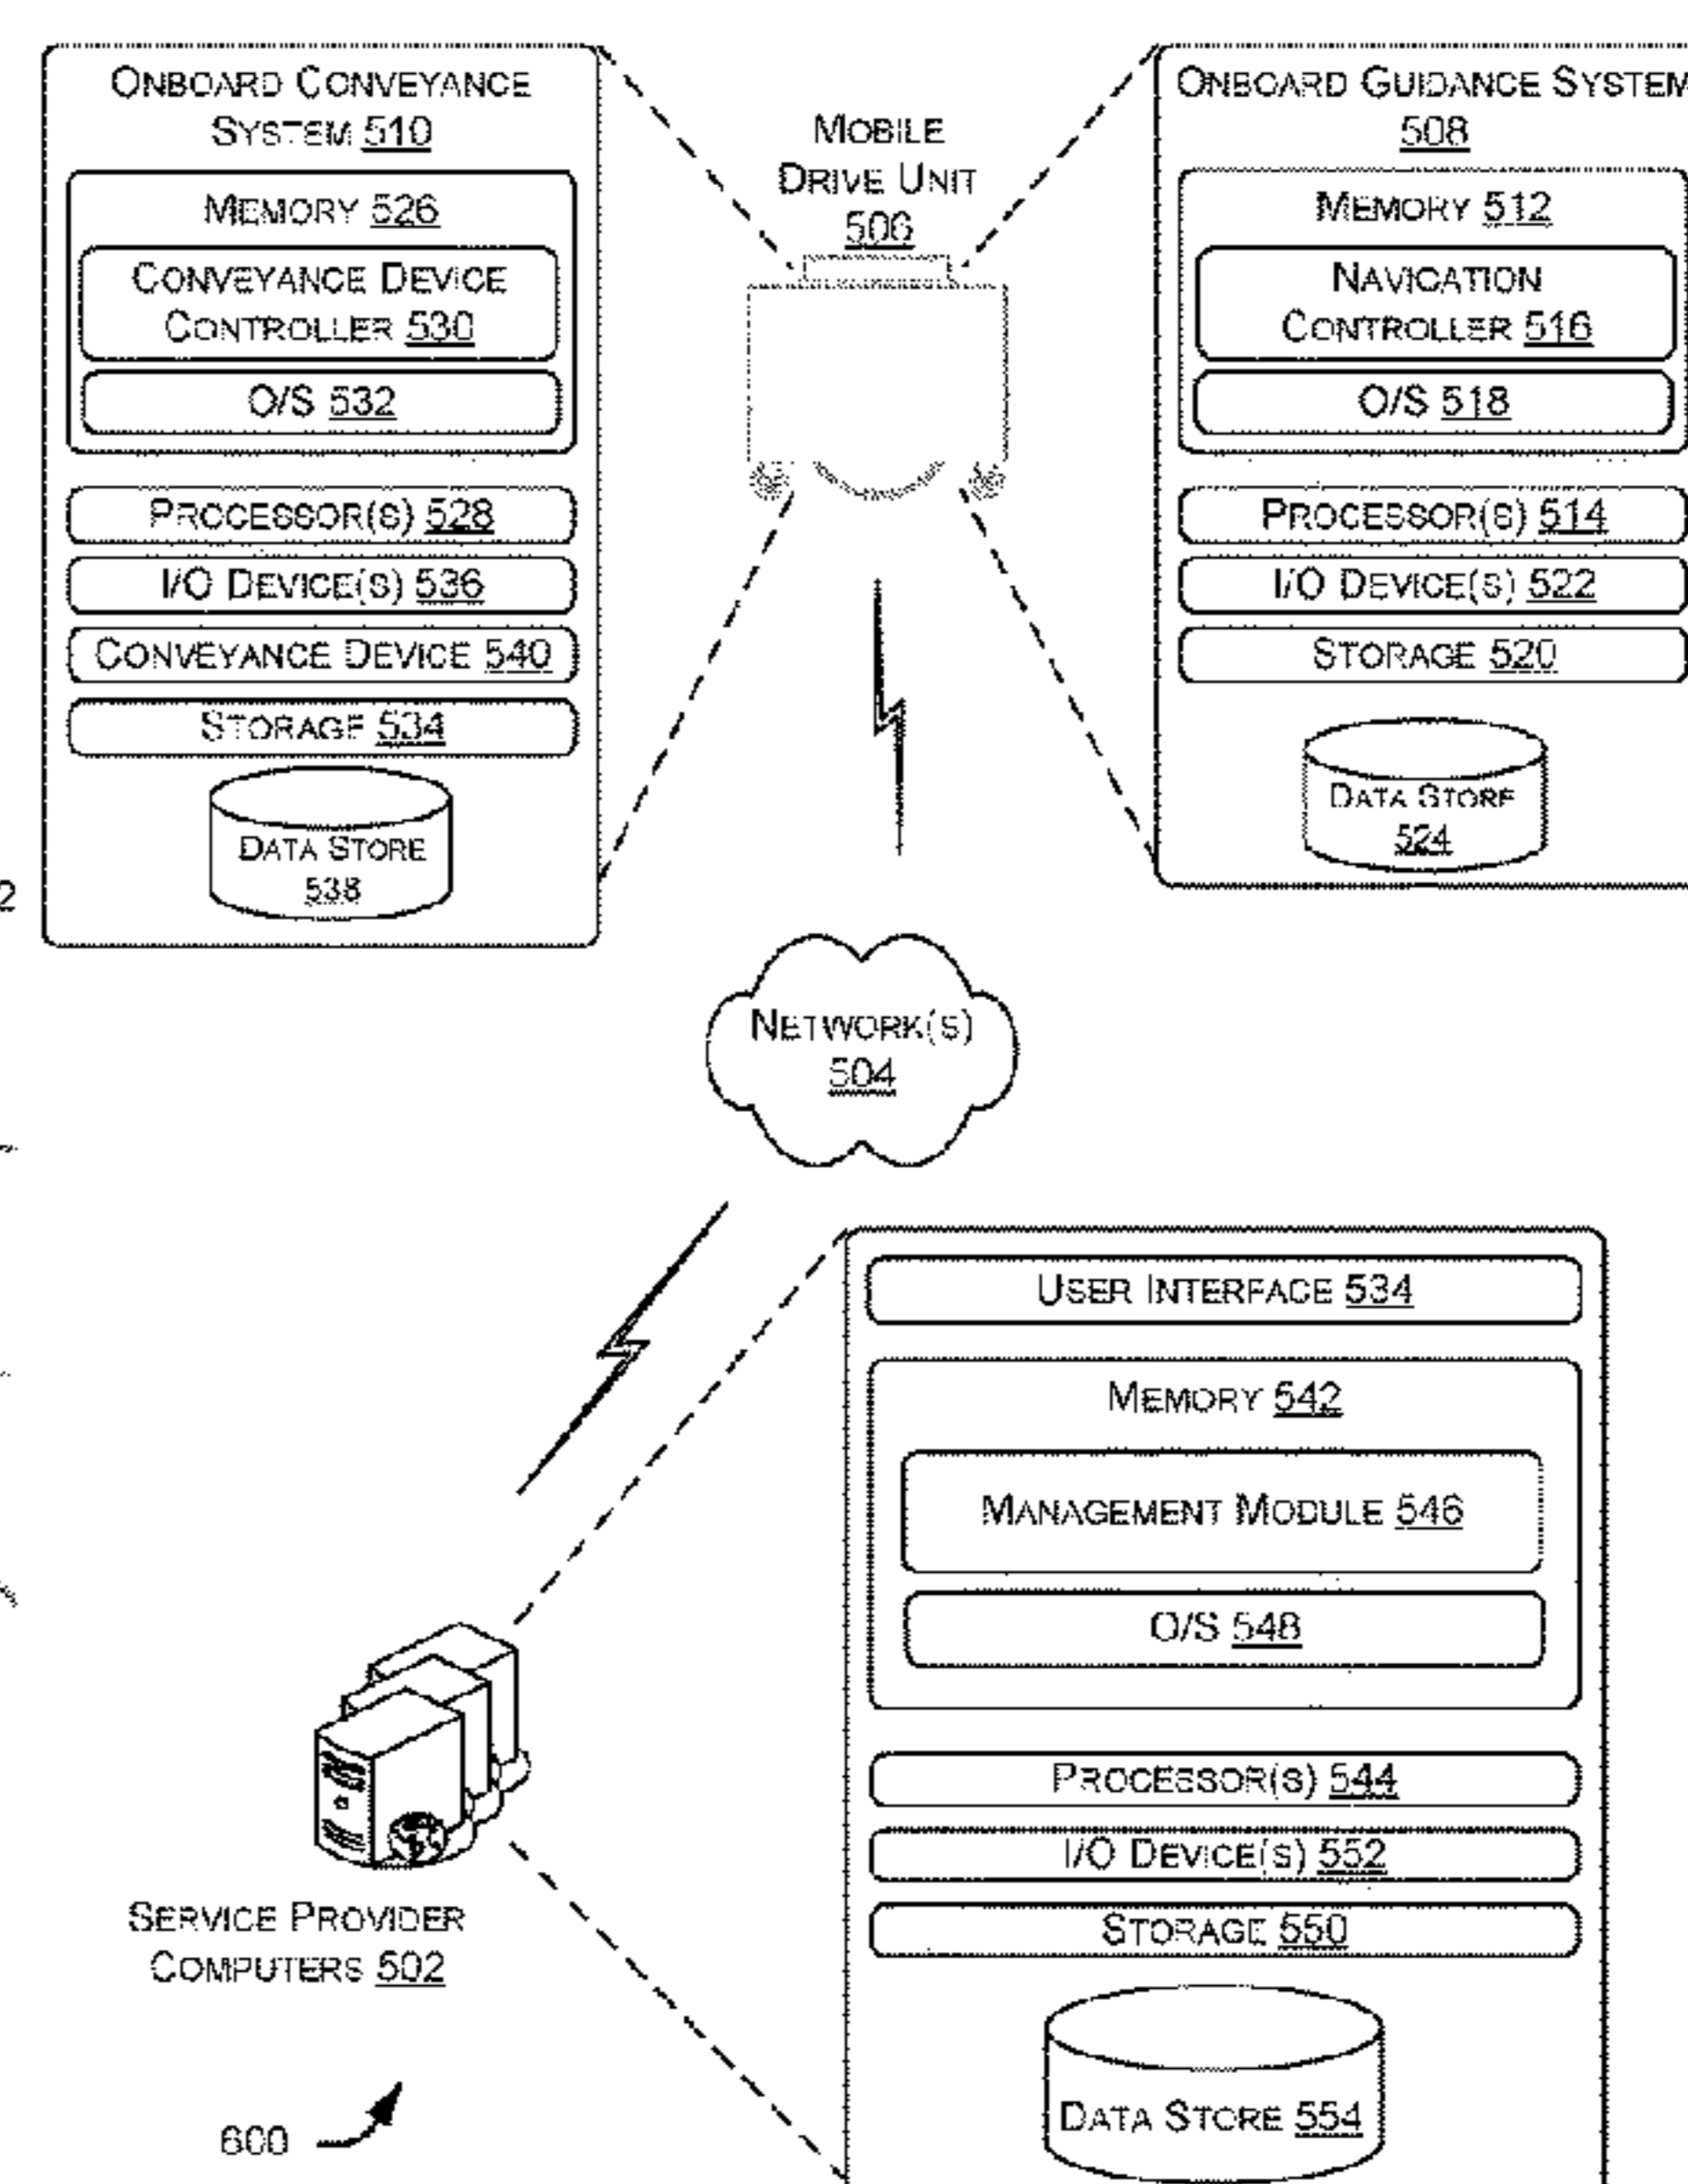 ONBOARD CONVEYANCE
SYSTEM 510
MEMORY 526
CONVEYANCE DEVICE
CONTROLLER 530
O/S 532
PROCESSOR(S) 528
I/O DEVICE(S) 536
CONVEYANCE DEVICE 540
STORAGE 534
DATA STORE
538
MOBILE
DRIVE UNIT
506
ONBOARD GUIDANCE SYSTEM
508
MEMORY 512
NAVIGATION
CONTROLLER 516
O/S 518
PROCESSOR(S) 514
I/O DEVICE(S) 522
STORAGE 520
DATA STORE
524
2
NETWORK(S)
504
USER INTERFACE 534
MEMORY 542
MANAGEMENT MODULE 546
O/S 548
PROCESSOR(S) 544
I/O DEVICE(S) 552
STORAGE 550
DATA STORE 554
SERVICE PROVIDER
COMPUTERS 502
600